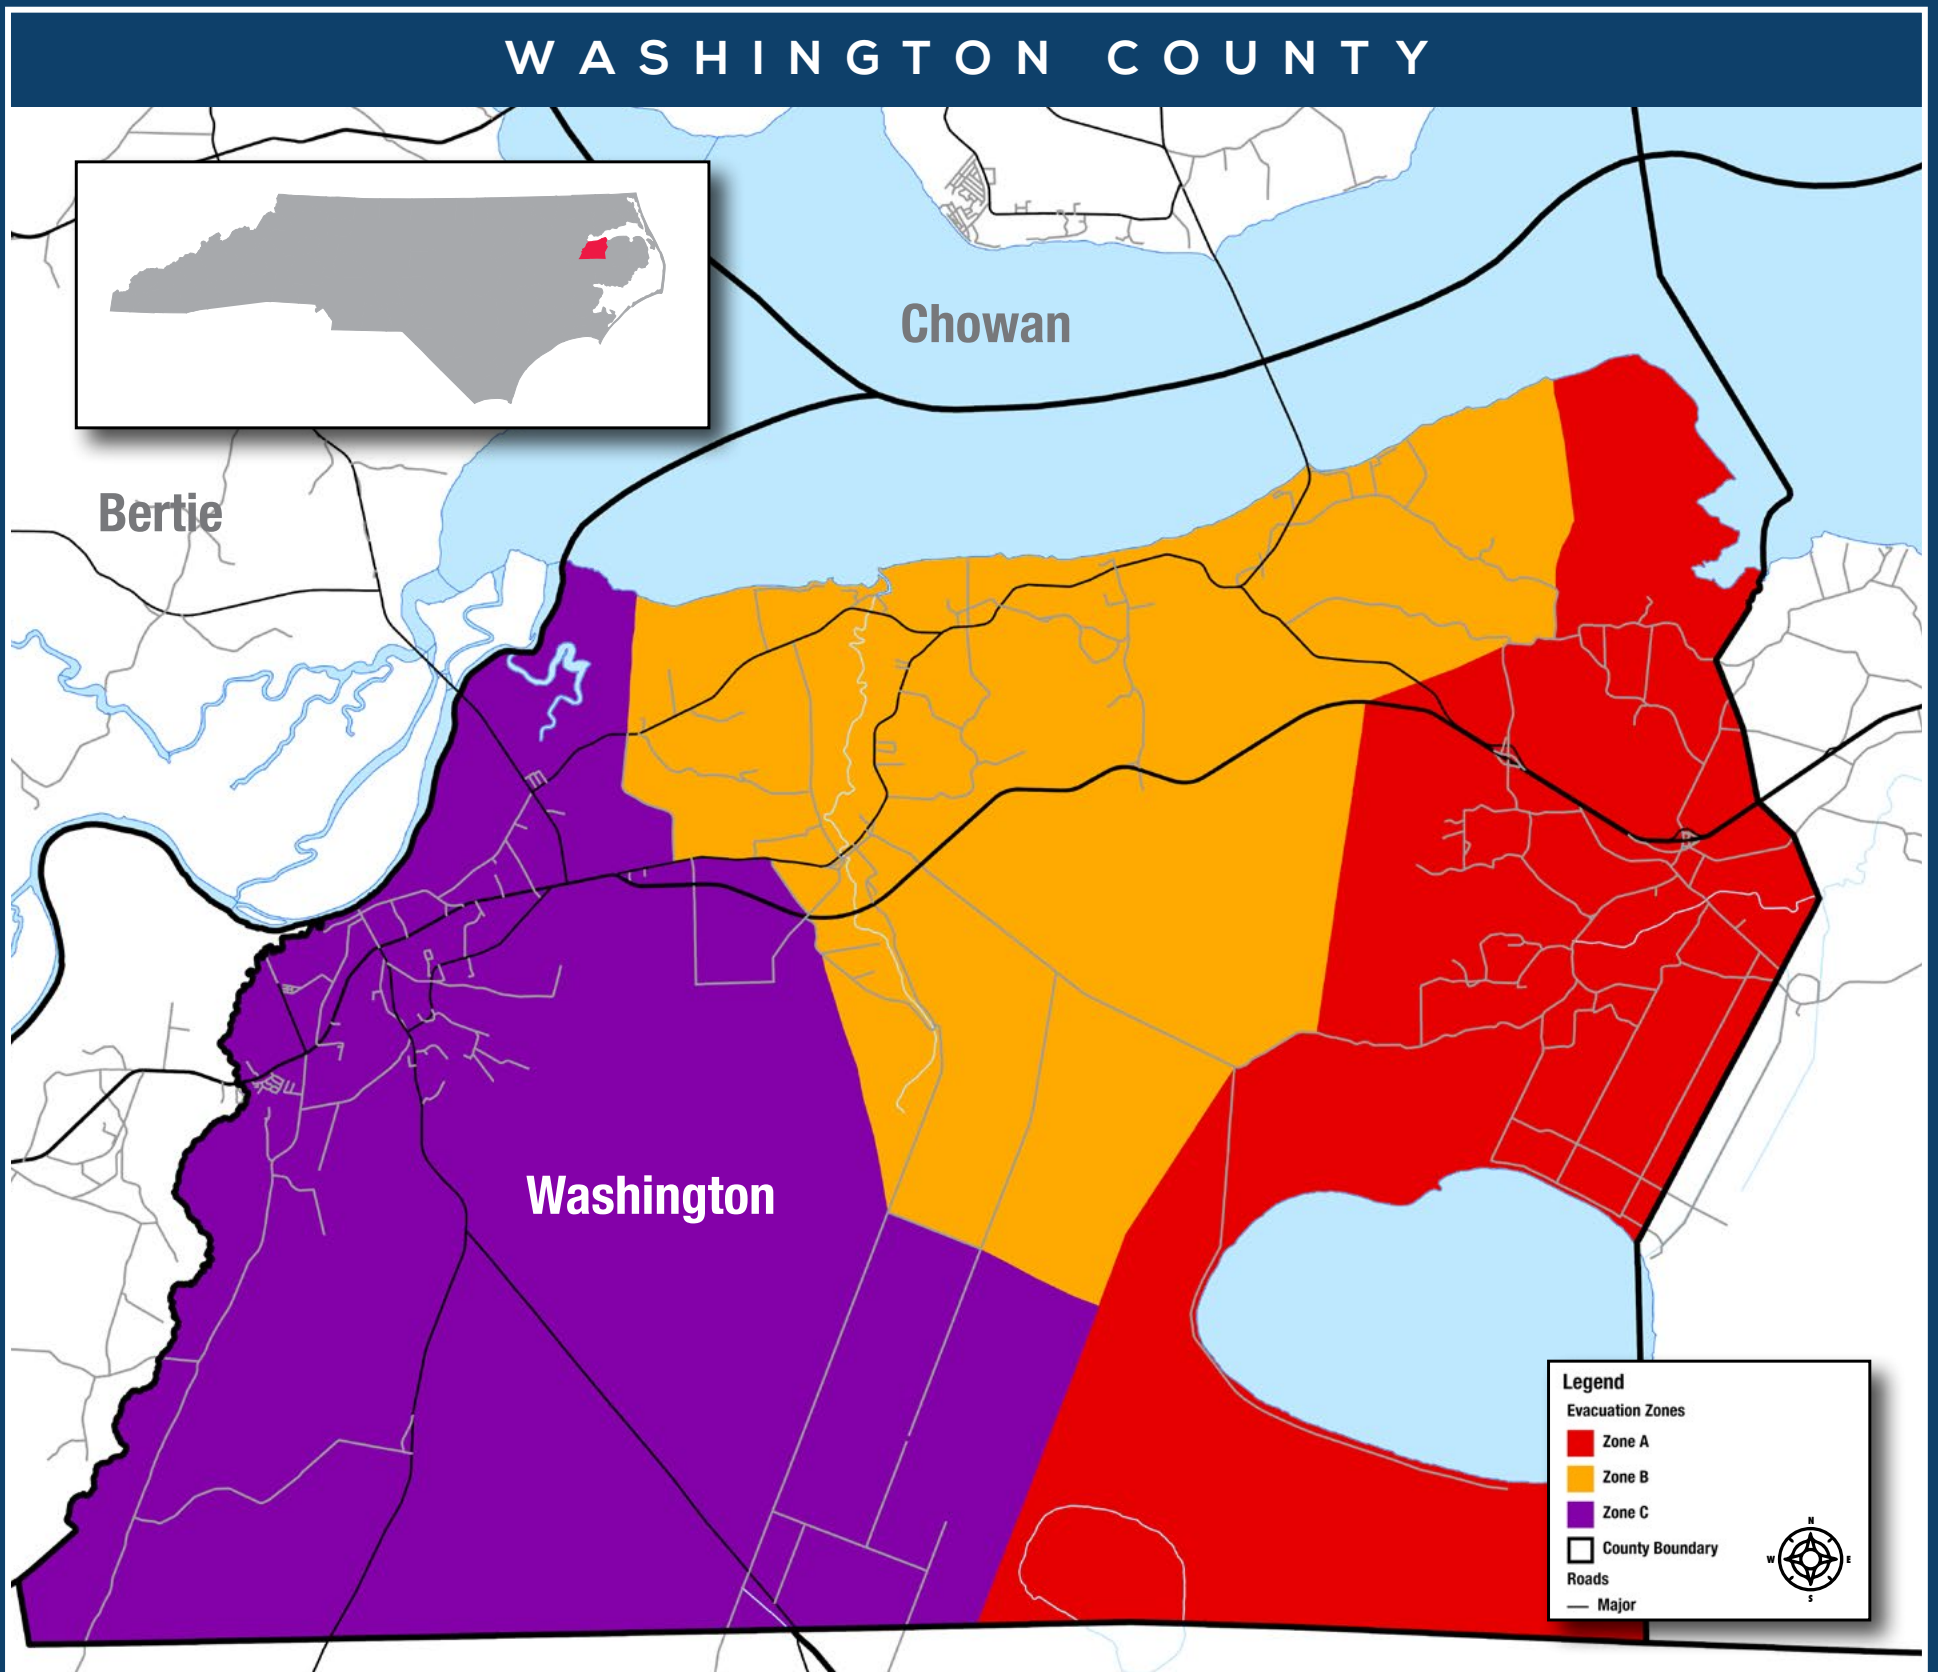 WASHINGTON COUNTY
Chowan
Bertie
Washington
Legend
Evacuation Zones
Zone A
Zone B
Zone C
County Boundary
Roads
Major
N
W E
S